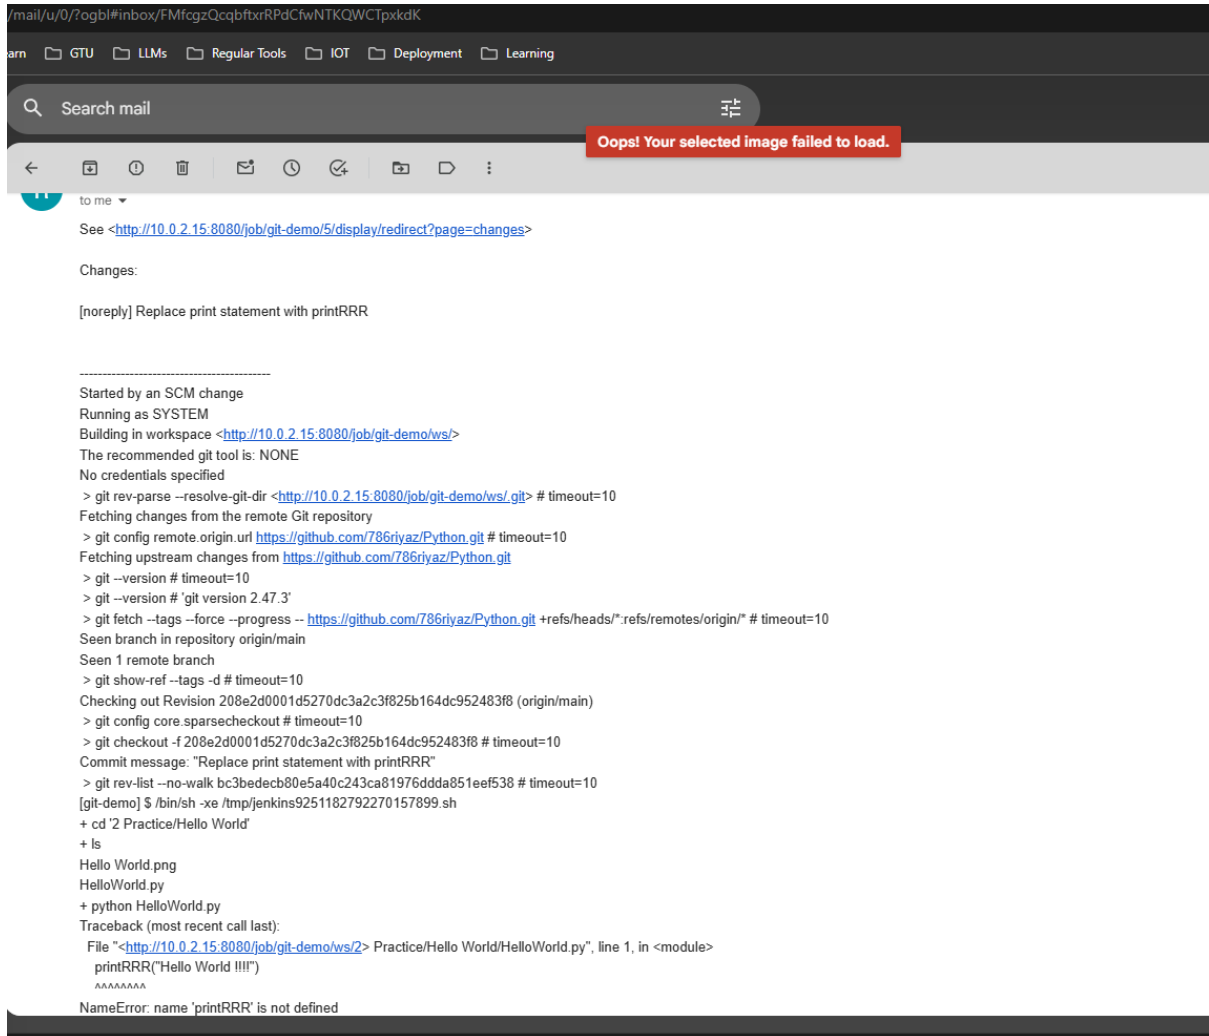 /mail/u/0/?ogbl#inbox/FMfcgzQcqbftxrRPdCfwNTKQWCTpxkdK
earn GTU LLMs Regular Tools IOT Deployment Learning
Search mail
Oops! Your selected image failed to load.
to me
See <http://10.0.2.15:8080/job/git-demo/5/display/redirect?page=changes>
Changes:
[noreply] Replace print statement with printRRR
------------------------------------------
Started by an SCM change
Running as SYSTEM
Building in workspace <http://10.0.2.15:8080/job/git-demo/ws/>
The recommended git tool is: NONE
No credentials specified
> git rev-parse --resolve-git-dir <http://10.0.2.15:8080/job/git-demo/ws/.git> # timeout=10
Fetching changes from the remote Git repository
> git config remote.origin.url https://github.com/786riyaz/Python.git # timeout=10
Fetching upstream changes from https://github.com/786riyaz/Python.git
> git --version # timeout=10
> git --version # 'git version 2.47.3'
> git fetch --tags --force --progress -- https://github.com/786riyaz/Python.git +refs/heads/*:refs/remotes/origin/* # timeout=10
Seen branch in repository origin/main
Seen 1 remote branch
> git show-ref --tags -d # timeout=10
Checking out Revision 208e2d0001d5270dc3a2c3f825b164dc952483f8 (origin/main)
> git config core.sparsecheckout # timeout=10
> git checkout -f 208e2d0001d5270dc3a2c3f825b164dc952483f8 # timeout=10
Commit message: "Replace print statement with printRRR"
> git rev-list --no-walk bc3bedecb80e5a40c243ca81976ddda851eef538 # timeout=10
[git-demo] $ /bin/sh -xe /tmp/jenkins9251182792270157899.sh
+ cd '2 Practice/Hello World'
+ ls
Hello World.png
HelloWorld.py
+ python HelloWorld.py
Traceback (most recent call last):
File "<http://10.0.2.15:8080/job/git-demo/ws/2> Practice/Hello World/HelloWorld.py", line 1, in <module>
printRRR("Hello World !!!!")
^^^^^^^^
NameError: name 'printRRR' is not defined